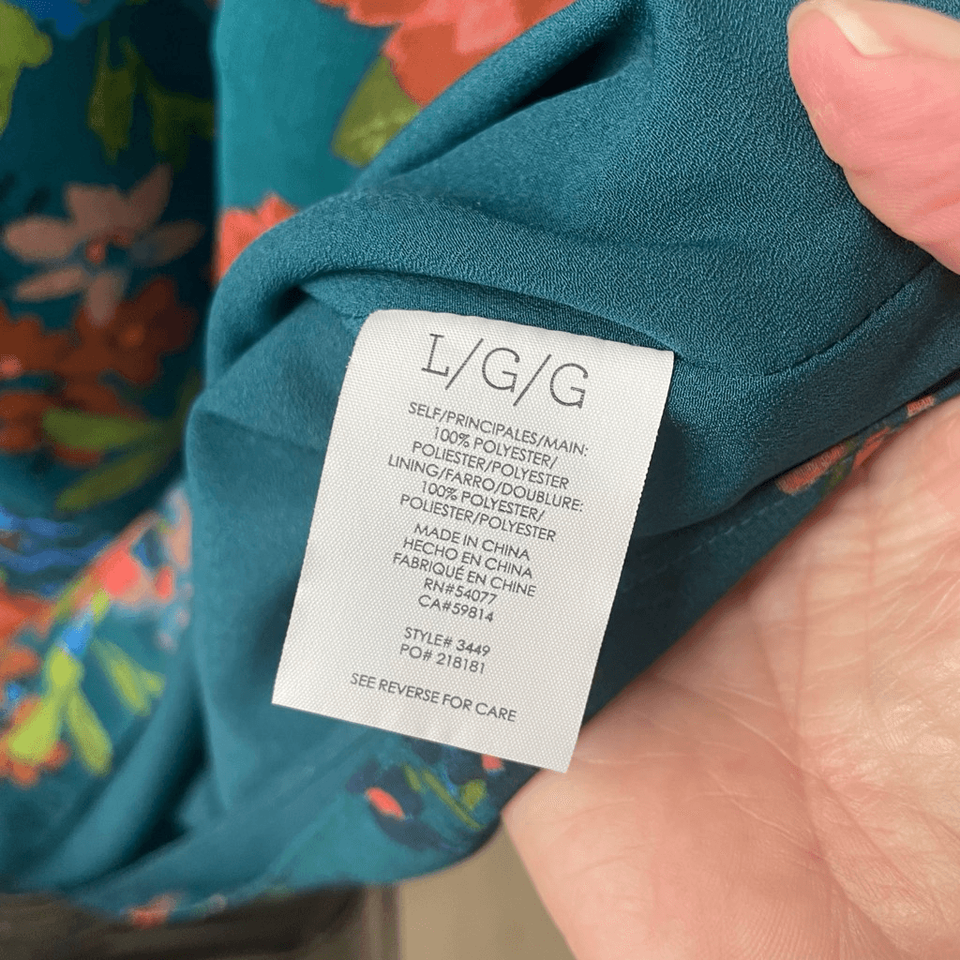 L/G/G
SELF/PRINCIPALES/MAIN:
100% POLYESTER/
POLIESTER/POLYESTER
LINING/FARRO/DOUBLURE:
100% POLYESTER/
POLIESTER/POLYESTER
MADE IN CHINA
HECHO EN CHINA
FABRIQUÉ EN CHINE
RN#54077
CA#59814
STYLE# 3449
PO# 218181
SEE REVERSE FOR CARE